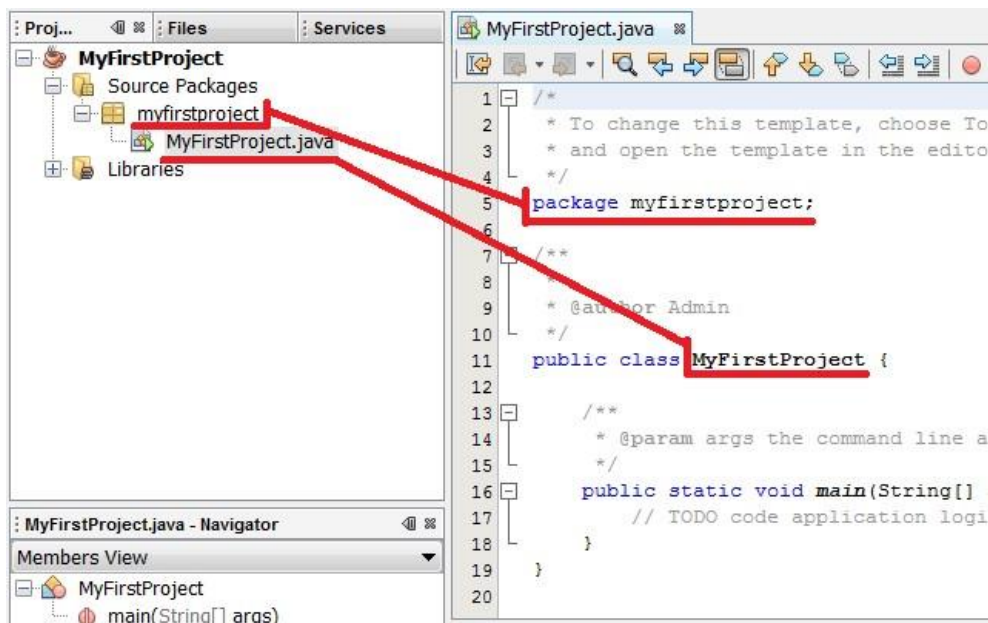 Proj...
Files
Services
MyFirstProject
Source Packages
myfirstproject
MyFirstProject.java
Libraries
MyFirstProject.java - Navigator
Members View
MyFirstProject
main(String[] args)
MyFirstProject.java
1 /*
2 * To change this template, choose To
3 * and open the template in the edito
4 */
5 package myfirstproject;
6
7 /**
8 *
9 * @author Admin
10 */
11 public class MyFirstProject {
12
13 /**
14 * @param args the command line a
15 */
16 public static void main(String[]
17 // TODO code application logi
18 }
19 }
20